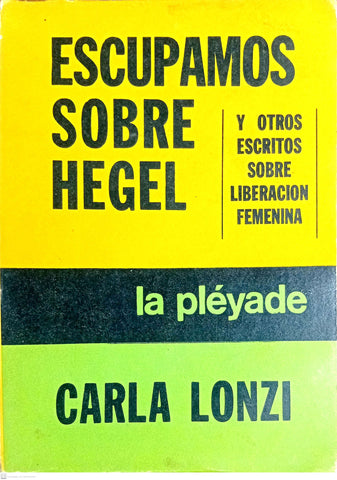 ESCUPAMOS
SOBRE
HEGEL
Y OTROS
ESCRITOS
SOBRE
LIBERACION
FEMENINA
la pléyade
CARLA LONZI